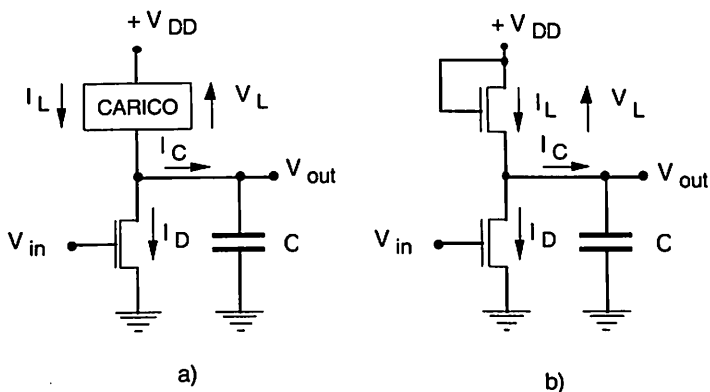 + V DD
I L
CARICO
V L
I C
V out
V in
I D
C
a)
+ V DD
I L
V L
I C
V out
V in
I D
C
b)